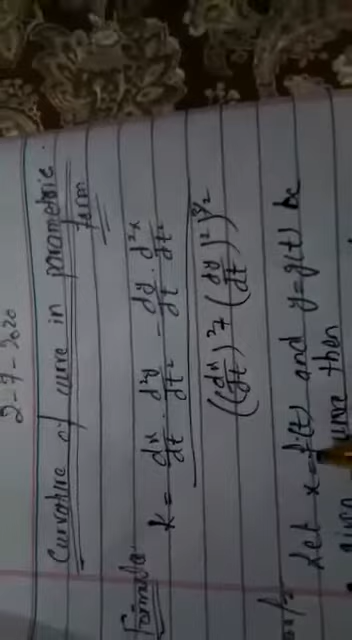 2-7-2020
Curvature of curve in parametric
form
Formula:
K = dx/dt · d²y/dt² - dy/dt · d²x/dt²
((dx/dt)² + (dy/dt)²)^3/2
Let x=f(t) and y=g(t) be
given curve then